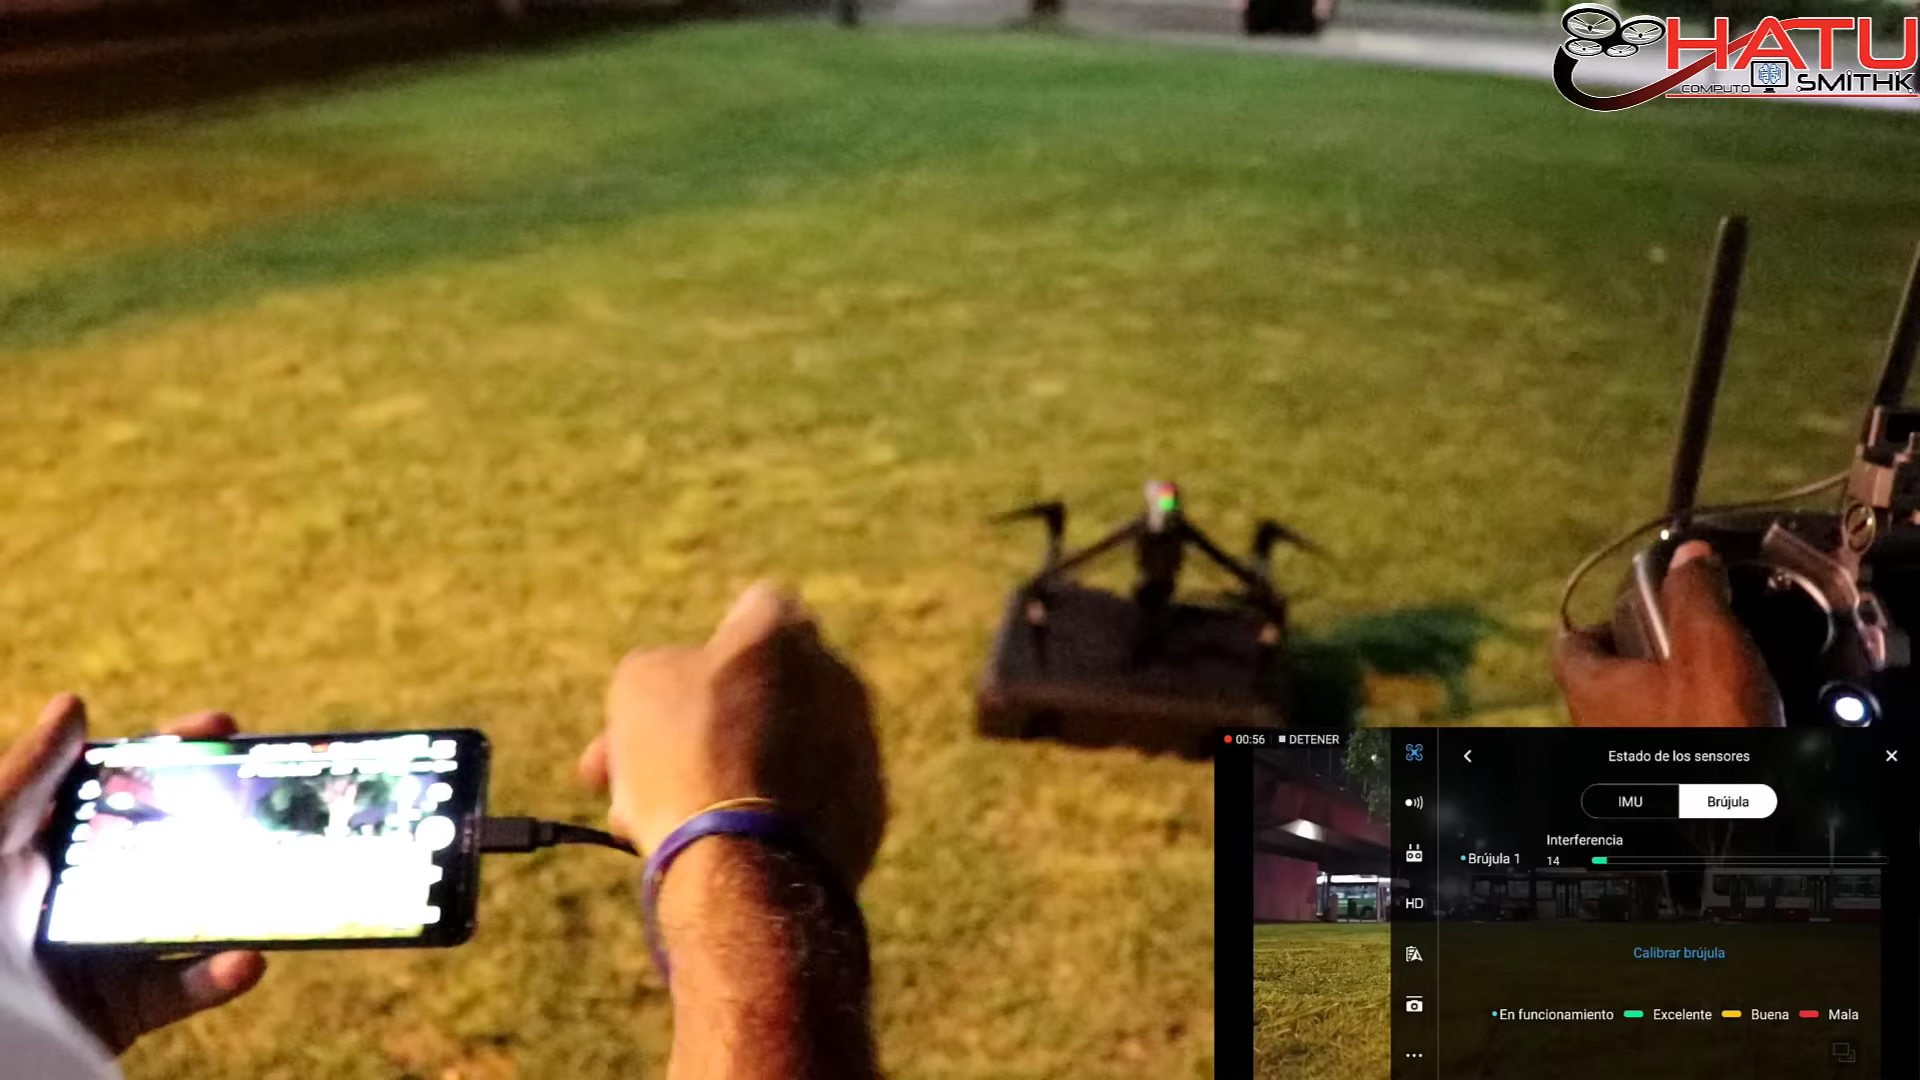 HATU
COMPUTO SMITHK
00:56 DETENER
Estado de los sensores
IMU Brújula
Interferencia
Brújula 1 14
HD
Calibrar brújula
En funcionamiento Excelente Buena Mala